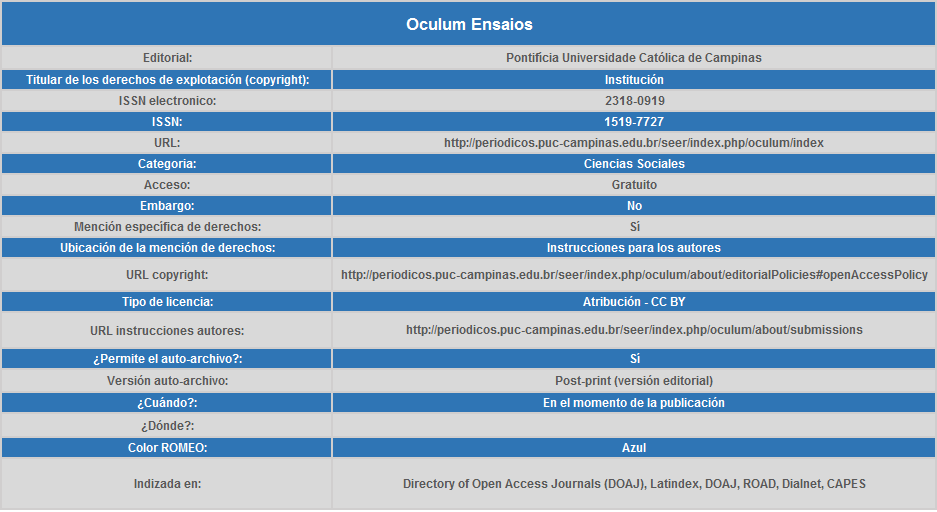 Oculum Ensaios
Editorial: Pontificia Universidade Católica de Campinas
Titular de los derechos de explotación (copyright): Institución
ISSN electronico: 2318-0919
ISSN: 1519-7727
URL: http://periodicos.puc-campinas.edu.br/seer/index.php/oculum/index
Categoria: Ciencias Sociales
Acceso: Gratuito
Embargo: No
Mención específica de derechos: Sí
Ubicación de la mención de derechos: Instrucciones para los autores
URL copyright: http://periodicos.puc-campinas.edu.br/seer/index.php/oculum/about/editorialPolicies#openAccessPolicy
Tipo de licencia: Atribución - CC BY
URL instrucciones autores: http://periodicos.puc-campinas.edu.br/seer/index.php/oculum/about/submissions
¿Permite el auto-archivo?: Sí
Versión auto-archivo: Post-print (versión editorial)
¿Cuándo?: En el momento de la publicación
¿Dónde?:
Color ROMEO: Azul
Indizada en: Directory of Open Access Journals (DOAJ), Latindex, DOAJ, ROAD, Dialnet, CAPES